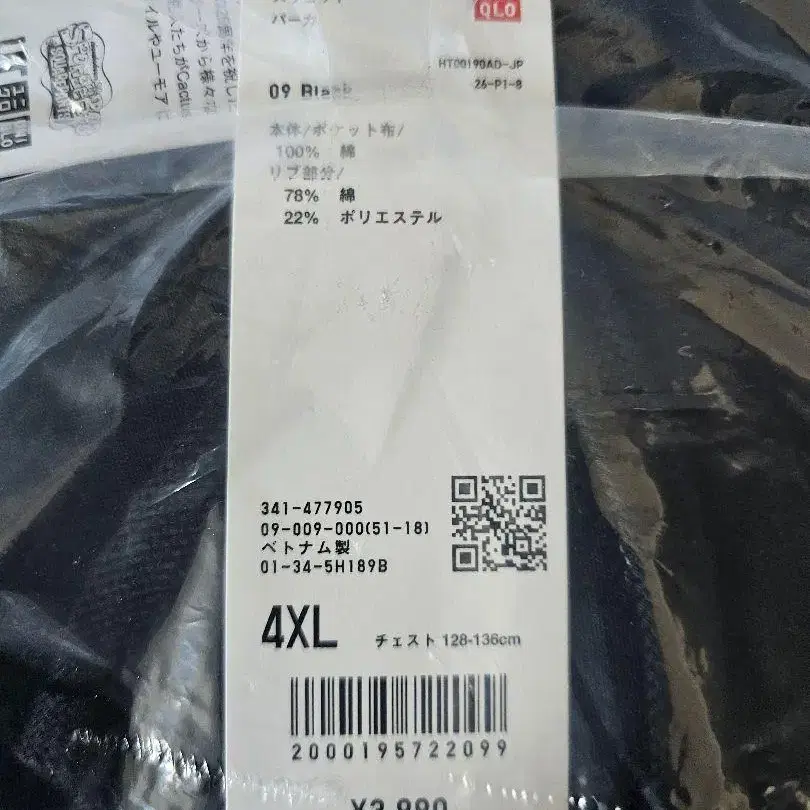 パーカ
QLO
HT00190AD-JP
26-P1-8
09 Black
本体/ポケット布/
100% 綿
リブ部分/
78% 綿
22% ポリエステル
341-477905
09-009-000(51-18)
ベトナム製
01-34-5H189B
4XL チェスト 128-136cm
2000195722099